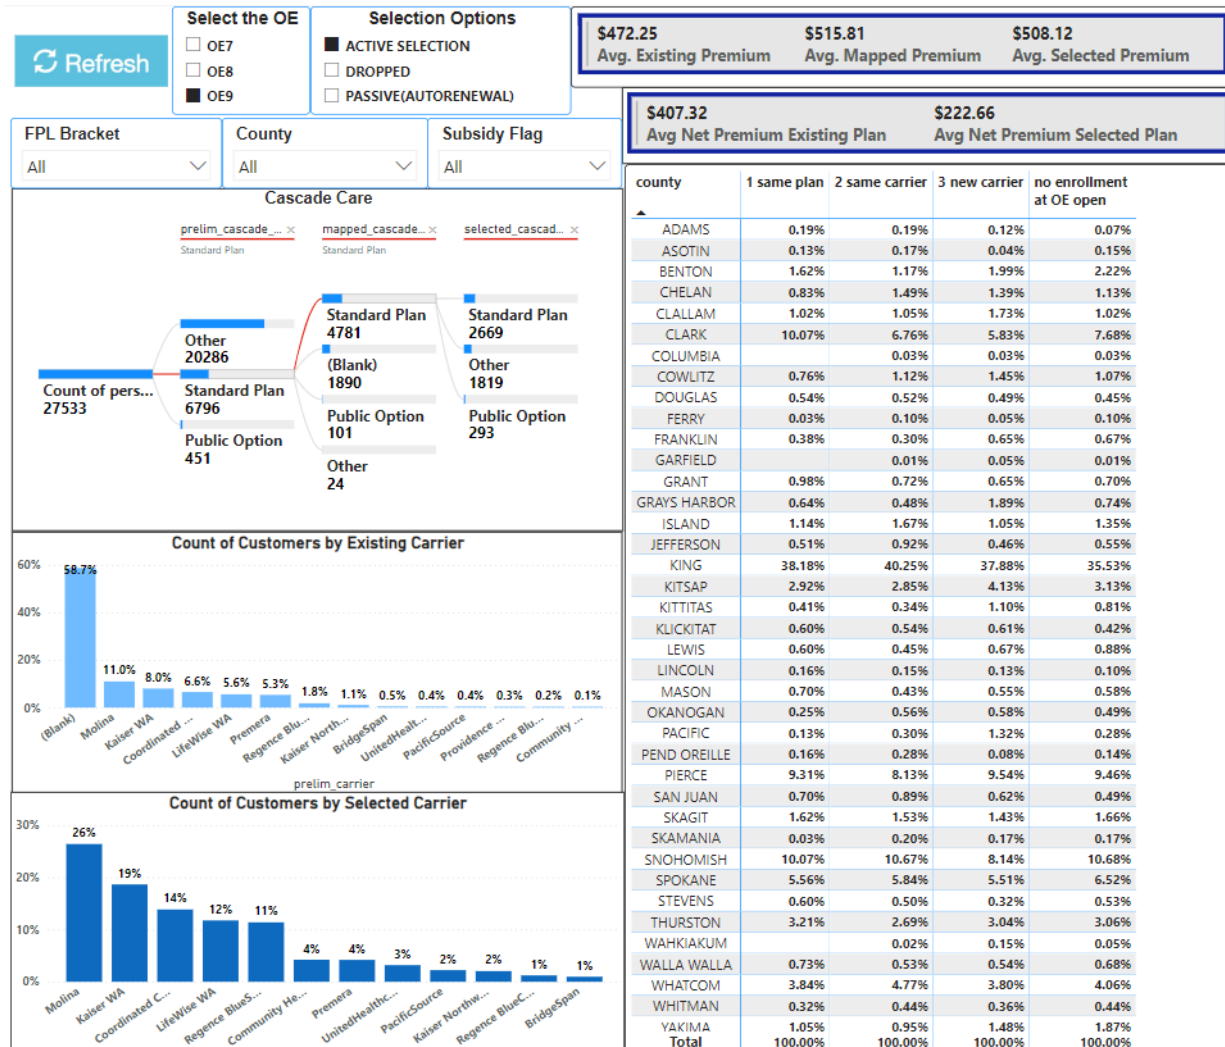 Refresh
Select the OE
OE7
OE8
OE9
Selection Options
ACTIVE SELECTION
DROPPED
PASSIVE(AUTORENEWAL)
$472.25 $515.81 $508.12
Avg. Existing Premium Avg. Mapped Premium Avg. Selected Premium
$407.32 $222.66
Avg Net Premium Existing Plan Avg Net Premium Selected Plan
FPL Bracket
All
County
All
Subsidy Flag
All
Cascade Care
prelim_cascade_... × mapped_cascade... × selected_cascad... ×
Standard Plan Standard Plan
Count of pers...
27533
Other
20286
Standard Plan
6796
Public Option
451
Standard Plan
4781
(Blank)
1890
Public Option
101
Other
24
Standard Plan
2669
Other
1819
Public Option
293
Count of Customers by Existing Carrier
60%
40%
20%
0%
58.7% 11.0% 8.0% 6.6% 5.6% 5.3% 1.8% 1.1% 0.5% 0.4% 0.4% 0.3% 0.2% 0.1%
(Blank) Molina Kaiser WA Coordinated ... LifeWise WA Premera Regence Blu... Kaiser North... BridgeSpan UnitedHealt... PacificSource Providence ... Regence Blu... Community ...
prelim_carrier
Count of Customers by Selected Carrier
30%
20%
10%
0%
26% 19% 14% 12% 11% 4% 4% 3% 2% 2% 1% 1%
Molina Kaiser WA Coordinated C... LifeWise WA Regence BlueS... Community He... Premera UnitedHealthc... PacificSource Kaiser Northw... Regence BlueC... BridgeSpan
county 1 same plan 2 same carrier 3 new carrier no enrollment
at OE open
ADAMS 0.19% 0.19% 0.12% 0.07%
ASOTIN 0.13% 0.17% 0.04% 0.15%
BENTON 1.62% 1.17% 1.99% 2.22%
CHELAN 0.83% 1.49% 1.39% 1.13%
CLALLAM 1.02% 1.05% 1.73% 1.02%
CLARK 10.07% 6.76% 5.83% 7.68%
COLUMBIA 0.03% 0.03% 0.03%
COWLITZ 0.76% 1.12% 1.45% 1.07%
DOUGLAS 0.54% 0.52% 0.49% 0.45%
FERRY 0.03% 0.10% 0.05% 0.10%
FRANKLIN 0.38% 0.30% 0.65% 0.67%
GARFIELD 0.01% 0.05% 0.01%
GRANT 0.98% 0.72% 0.65% 0.70%
GRAYS HARBOR 0.64% 0.48% 1.89% 0.74%
ISLAND 1.14% 1.67% 1.05% 1.35%
JEFFERSON 0.51% 0.92% 0.46% 0.55%
KING 38.18% 40.25% 37.88% 35.53%
KITSAP 2.92% 2.85% 4.13% 3.13%
KITTITAS 0.41% 0.34% 1.10% 0.81%
KLICKITAT 0.60% 0.54% 0.61% 0.42%
LEWIS 0.60% 0.45% 0.67% 0.88%
LINCOLN 0.16% 0.15% 0.13% 0.10%
MASON 0.70% 0.43% 0.55% 0.58%
OKANOGAN 0.25% 0.56% 0.58% 0.49%
PACIFIC 0.13% 0.30% 1.32% 0.28%
PEND OREILLE 0.16% 0.28% 0.08% 0.14%
PIERCE 9.31% 8.13% 9.54% 9.46%
SAN JUAN 0.70% 0.89% 0.62% 0.49%
SKAGIT 1.62% 1.53% 1.43% 1.66%
SKAMANIA 0.03% 0.20% 0.17% 0.17%
SNOHOMISH 10.07% 10.67% 8.14% 10.68%
SPOKANE 5.56% 5.84% 5.51% 6.52%
STEVENS 0.60% 0.50% 0.32% 0.53%
THURSTON 3.21% 2.69% 3.04% 3.06%
WAHKIAKUM 0.02% 0.15% 0.05%
WALLA WALLA 0.73% 0.53% 0.54% 0.68%
WHATCOM 3.84% 4.77% 3.80% 4.06%
WHITMAN 0.32% 0.44% 0.36% 0.44%
YAKIMA 1.05% 0.95% 1.48% 1.87%
Total 100.00% 100.00% 100.00% 100.00%